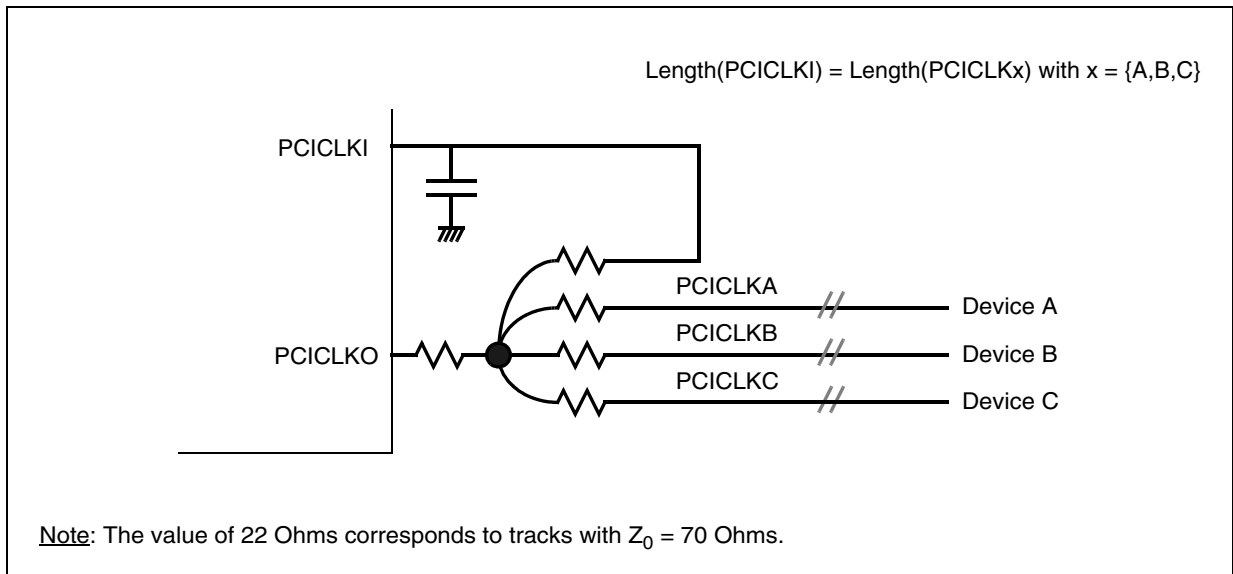 Length(PCICLKI) = Length(PCICLKx) with x = {A,B,C}
PCICLKI
PCICLKA
Device A
PCICLKO
PCICLKB
Device B
PCICLKC
Device C
Note: The value of 22 Ohms corresponds to tracks with Z0 = 70 Ohms.